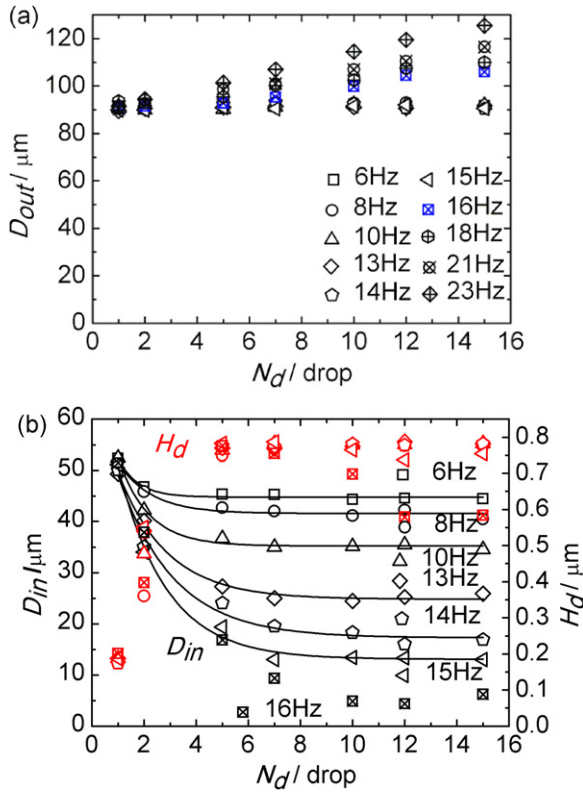 (a)
120
100
80
60
40
20
0
D_out / μm
6Hz 15Hz
8Hz 16Hz
10Hz 18Hz
13Hz 21Hz
14Hz 23Hz
0 2 4 6 8 10 12 14 16
N_d / drop
(b)
60
50
40
30
20
10
0
D_in / μm
0.8
0.7
0.6
0.5
0.4
0.3
0.2
0.1
0.0
H_d / μm
H_d
6Hz
8Hz
10Hz
13Hz
14Hz
D_in
15Hz
16Hz
0 2 4 6 8 10 12 14 16
N_d / drop